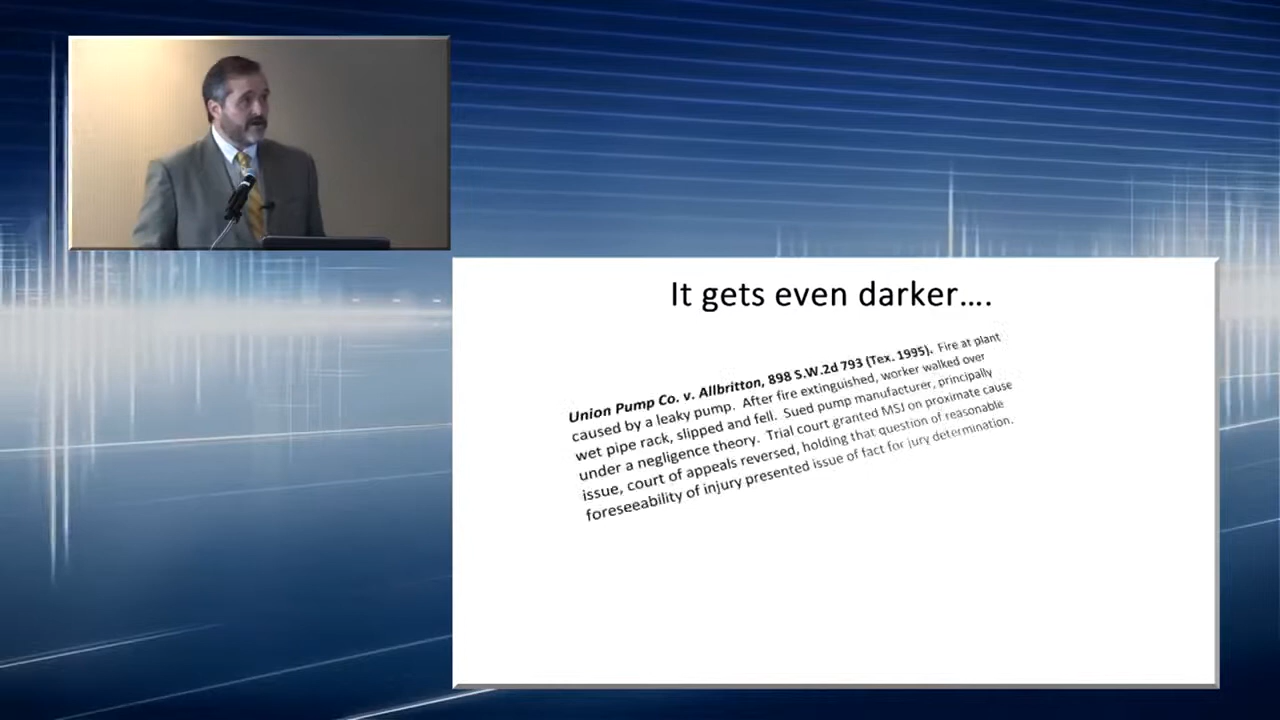 It gets even darker….
Union Pump Co. v. Allbritton, 898 S.W.2d 793 (Tex. 1995). Fire at plant
caused by a leaky pump. After fire extinguished, worker walked over
wet pipe rack, slipped and fell. Sued pump manufacturer, principally
under a negligence theory. Trial court granted MSJ on proximate cause
issue, court of appeals reversed, holding that question of reasonable
foreseeability of injury presented issue of fact for jury determination.